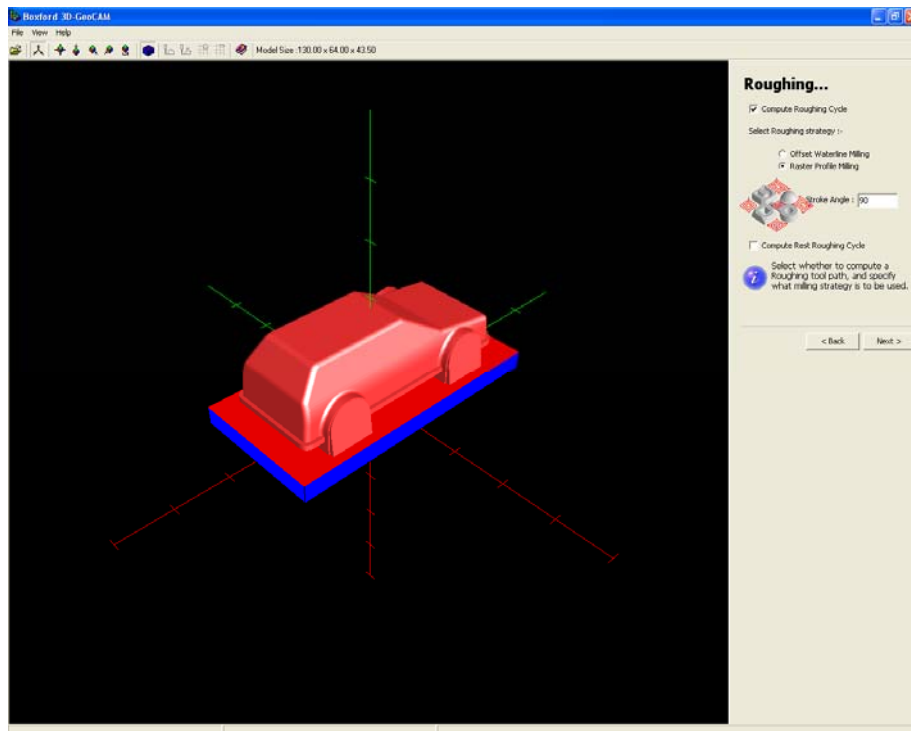 Boxford 3D-GeoCAM
File View Help
Model Size :130.00 x 64.00 x 43.50
Roughing...
Compute Roughing Cycle
Select Roughing strategy :-
Offset Waterline Milling
Raster Profile Milling
Stroke Angle : 90
Compute Rest Roughing Cycle
Select whether to compute a
Roughing tool path, and specify
what milling strategy is to be used.
< Back Next >